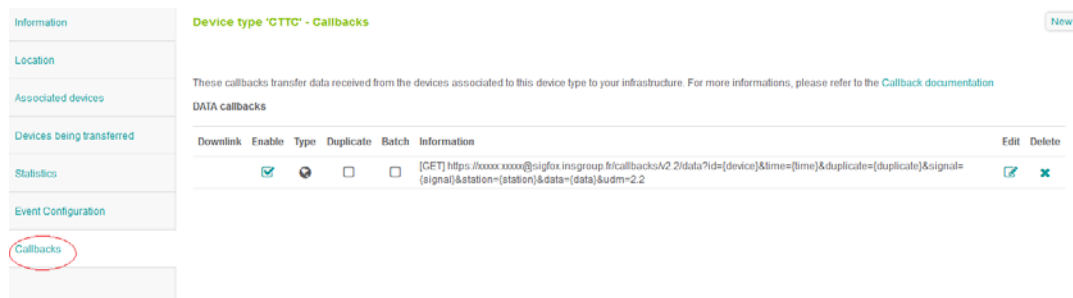 Information
Location
Associated devices
Devices being transferred
Statistics
Event Configuration
Callbacks
Device type 'CTTC' - Callbacks
New
These callbacks transfer data received from the devices associated to this device type to your infrastructure. For more informations, please refer to the Callback documentation
DATA callbacks
Downlink Enable Type Duplicate Batch Information Edit Delete
[GET] https://xxxxx:xxxxx@sigfox.insgroup.fr/callbacks/v2.2/data?id={device}&time={time}&duplicate={duplicate}&signal=
{signal}&station={station}&data={data}&udm=2.2